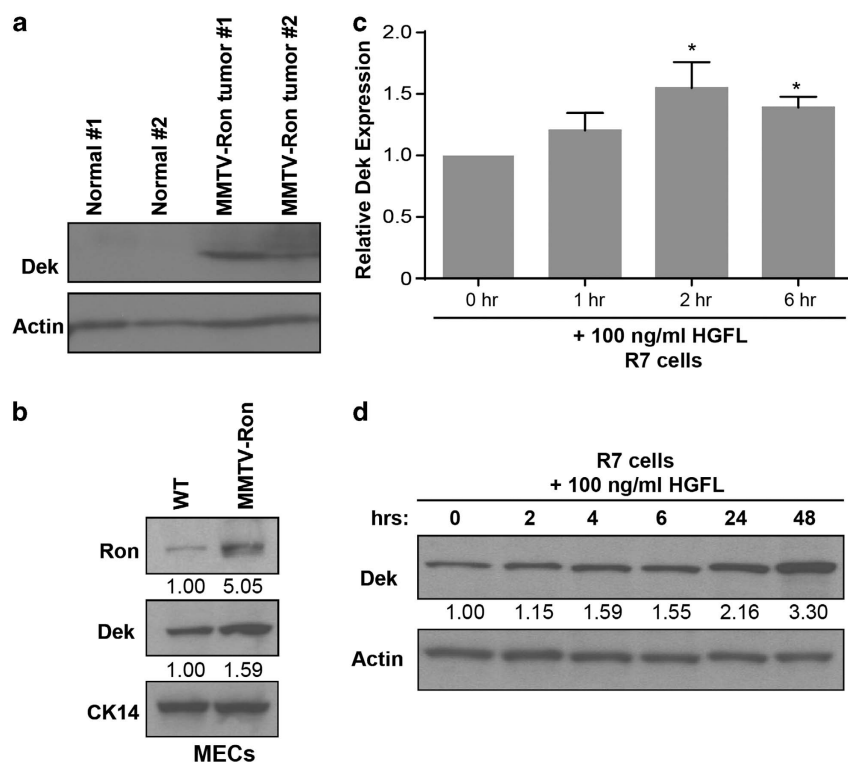 a
Normal #1
Normal #2
MMTV-Ron tumor #1
MMTV-Ron tumor #2
Dek
Actin
b
WT
MMTV-Ron
Ron
1.00 5.05
Dek
1.00 1.59
CK14
MECs
c
Relative Dek Expression
2.0
1.5
1.0
0.5
0
*
*
0 hr 1 hr 2 hr 6 hr
+ 100 ng/ml HGFL
R7 cells
d
R7 cells
+ 100 ng/ml HGFL
hrs: 0 2 4 6 24 48
Dek
1.00 1.15 1.59 1.55 2.16 3.30
Actin